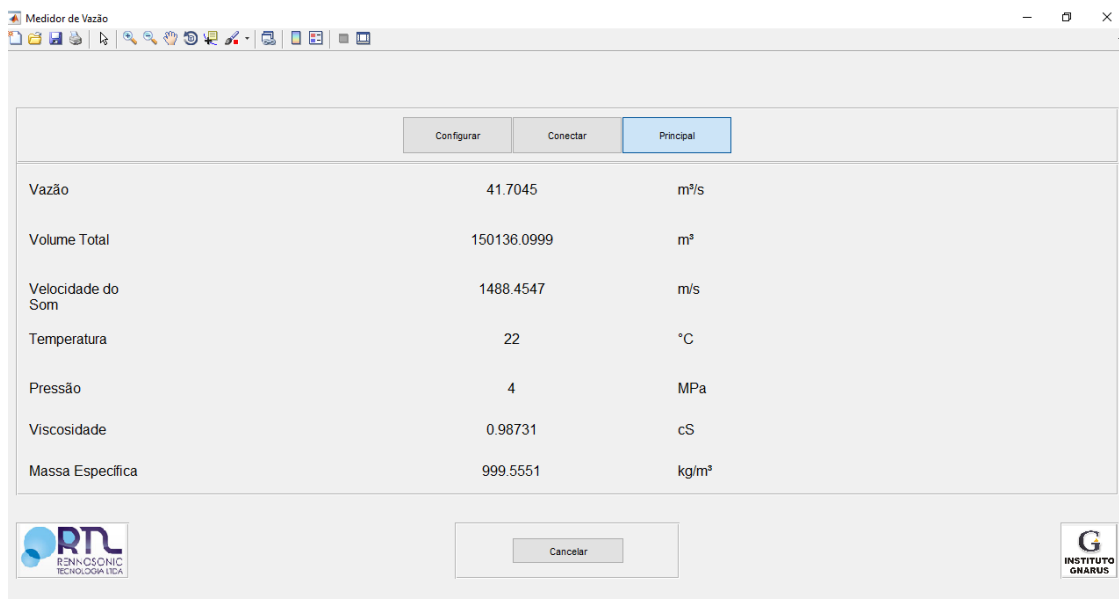 Medidor de Vazão
Configurar Conectar Principal
Vazão 41.7045 m³/s
Volume Total 150136.0999 m³
Velocidade do
Som 1488.4547 m/s
Temperatura 22 °C
Pressão 4 MPa
Viscosidade 0.98731 cS
Massa Específica 999.5551 kg/m³
RTL
RENNOSONIC
TECNOLOGIA LTDA
Cancelar
G
INSTITUTO
GNARUS